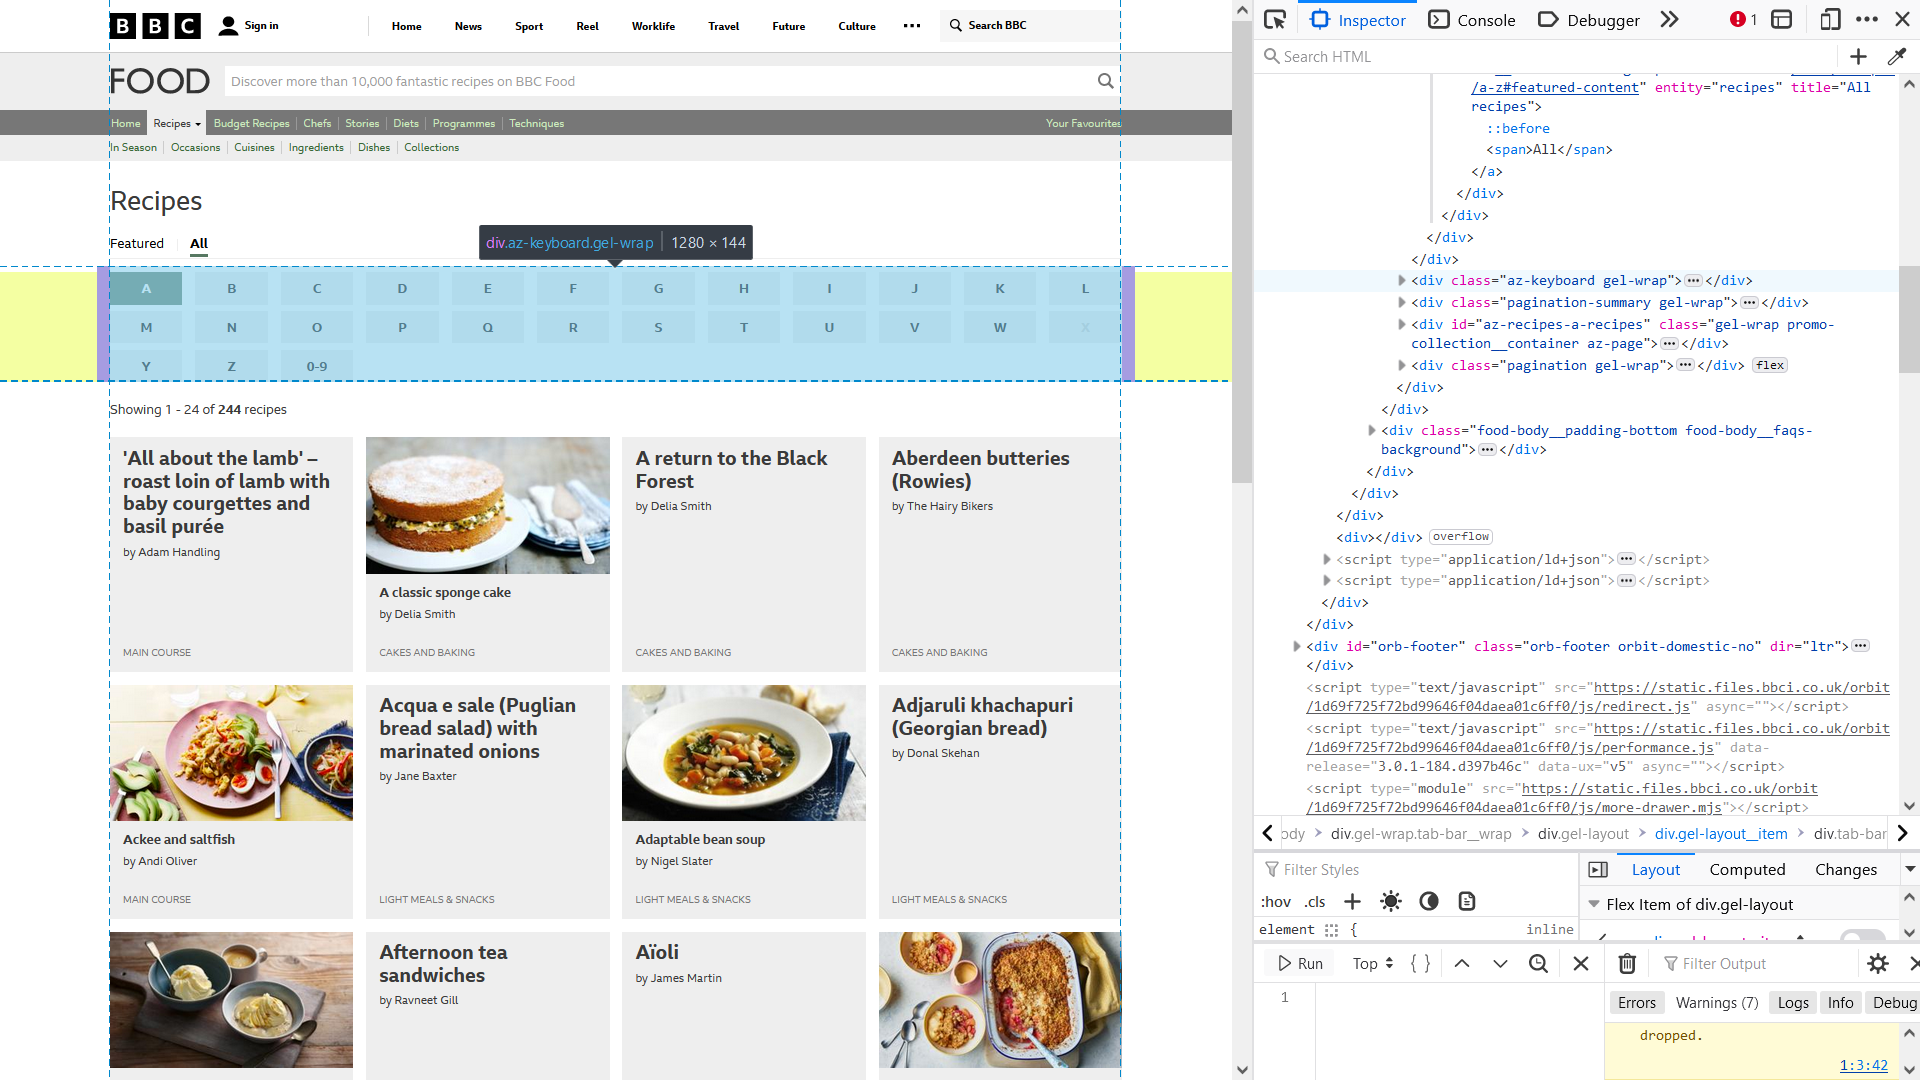 BBC
Sign in
Home
News
Sport
Reel
Worklife
Travel
Future
Culture
Search BBC
FOOD
Discover more than 10,000 fantastic recipes on BBC Food
Home
Recipes
Budget Recipes
Chefs
Stories
Diets
Programmes
Techniques
Your Favourites
In Season
Occasions
Cuisines
Ingredients
Dishes
Collections
Recipes
Featured
All
div.az-keyboard.gel-wrap
1280 × 144
A B C D E F G H I J K L
M N O P Q R S T U V W X
Y Z 0-9
Showing 1 - 24 of 244 recipes
'All about the lamb' –
roast loin of lamb with
baby courgettes and
basil purée
by Adam Handling
MAIN COURSE
A classic sponge cake
by Delia Smith
CAKES AND BAKING
A return to the Black
Forest
by Delia Smith
CAKES AND BAKING
Aberdeen butteries
(Rowies)
by The Hairy Bikers
CAKES AND BAKING
Ackee and saltfish
by Andi Oliver
MAIN COURSE
Acqua e sale (Puglian
bread salad) with
marinated onions
by Jane Baxter
LIGHT MEALS & SNACKS
Adaptable bean soup
by Nigel Slater
LIGHT MEALS & SNACKS
Adjaruli khachapuri
(Georgian bread)
by Donal Skehan
LIGHT MEALS & SNACKS
Afternoon tea
sandwiches
by Ravneet Gill
Aïoli
by James Martin
Inspector
Console
Debugger
1
Search HTML
/a-z#featured-content" entity="recipes" title="All
recipes">
::before
<span>All</span>
</a>
</div>
</div>
</div>
</div>
<div class="az-keyboard gel-wrap"></div>
<div class="pagination-summary gel-wrap"></div>
<div id="az-recipes-a-recipes" class="gel-wrap promo-
collection__container az-page"></div>
<div class="pagination gel-wrap"></div> flex
</div>
</div>
<div class="food-body__padding-bottom food-body__faqs-
background"></div>
</div>
</div>
</div>
<div></div> overflow
<script type="application/ld+json"></script>
<script type="application/ld+json"></script>
</div>
</div>
<div id="orb-footer" class="orb-footer orbit-domestic-no" dir="ltr">
</div>
<script type="text/javascript" src="https://static.files.bbci.co.uk/orbit
/1d69f725f72bd99646f04daea01c6ff0/js/redirect.js" async=""></script>
<script type="text/javascript" src="https://static.files.bbci.co.uk/orbit
/1d69f725f72bd99646f04daea01c6ff0/js/performance.js" data-
release="3.0.1-184.d397b46c" data-ux="v5" async=""></script>
<script type="module" src="https://static.files.bbci.co.uk/orbit
/1d69f725f72bd99646f04daea01c6ff0/js/more-drawer.mjs"></script>
ody
div.gel-wrap.tab-bar__wrap
div.gel-layout
div.gel-layout__item
div.tab-bar
Filter Styles
Layout
Computed
Changes
:hov .cls
Flex Item of div.gel-layout
element { inline
Run
Top
{ }
Filter Output
1
Errors
Warnings (7)
Logs
Info
Debug
dropped.
1:3:42